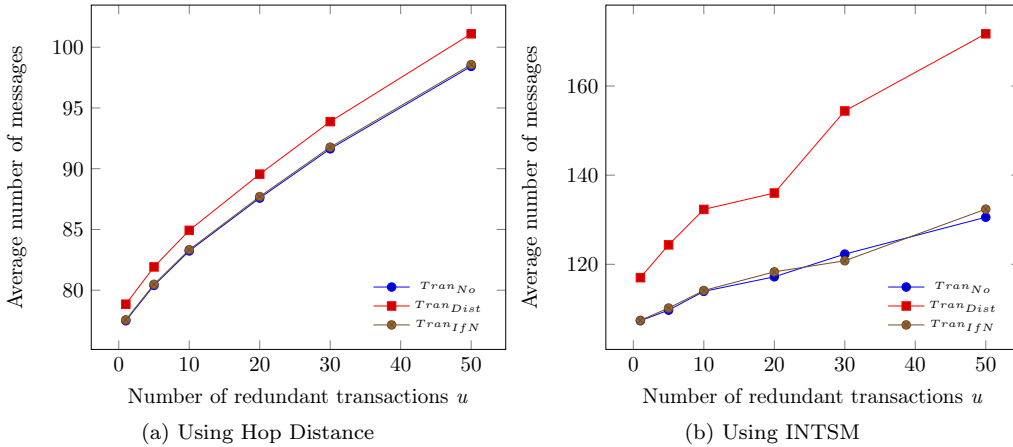 Average number of messages
100
95
90
85
80
0 10 20 30 40 50
Tran_No
Tran_Dist
Tran_IfN
Number of redundant transactions u
(a) Using Hop Distance
Average number of messages
160
140
120
0 10 20 30 40 50
Tran_No
Tran_Dist
Tran_IfN
Number of redundant transactions u
(b) Using INTSM